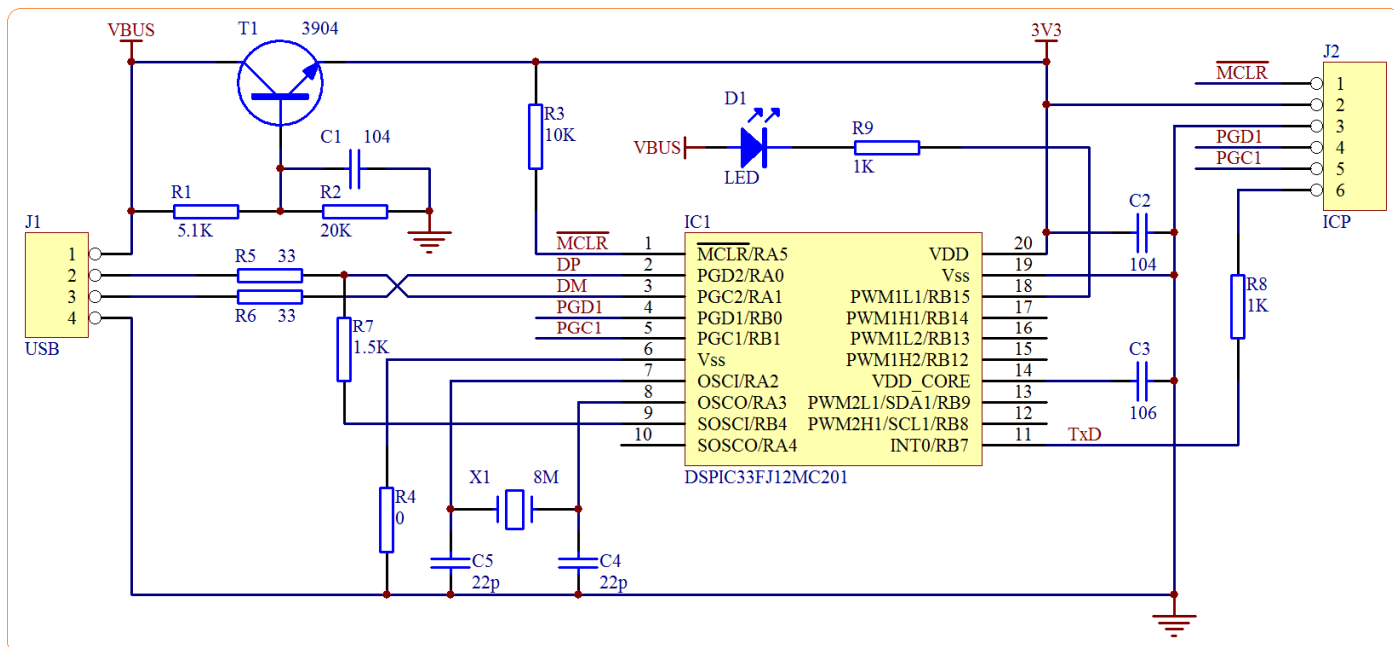 VBUS
T1 3904
3V3
J2
MCLR 1
2
3
PGD1 4
PGC1 5
6
ICP
D1
VBUS
LED
R9
1K
R3
10K
C1 104
R1
5.1K
R2
20K
J1
1
2
3
4
USB
R5 33
R6 33
R7
1.5K
R4
0
IC1
MCLR 1 MCLR/RA5
DP 2 PGD2/RA0
DM 3 PGC2/RA1
PGD1 4 PGD1/RB0
PGC1 5 PGC1/RB1
6 Vss
7 OSCI/RA2
8 OSCO/RA3
9 SOSCI/RB4
10 SOSCO/RA4
VDD 20
Vss 19
PWM1L1/RB15 18
PWM1H1/RB14 17
PWM1L2/RB13 16
PWM1H2/RB12 15
VDD_CORE 14
PWM2L1/SDA1/RB9 13
PWM2H1/SCL1/RB8 12
INT0/RB7 11 TxD
DSPIC33FJ12MC201
C2
104
C3
106
R8
1K
X1 8M
C5
22p
C4
22p